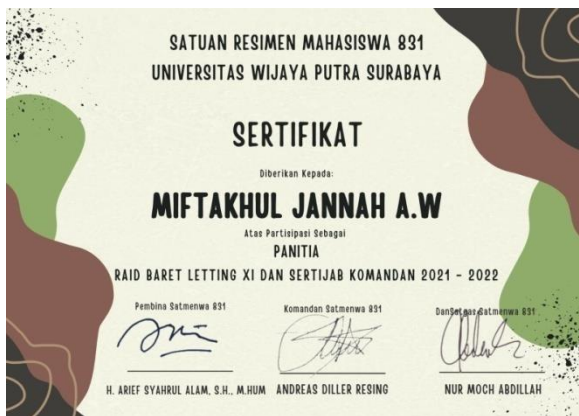 SATUAN RESIMEN MAHASISWA 831
UNIVERSITAS WIJAYA PUTRA SURABAYA
SERTIFIKAT
Diberikan Kepada:
MIFTAKHUL JANNAH A.W
Atas Partisipasi Sebagai
PANITIA
RAID BARET LETTING XI DAN SERTIJAB KOMANDAN 2021 - 2022
Pembina Satmenwa 831
Komandan Satmenwa 831
DanSatgas Satmenwa 831
H. ARIEF SYAHRUL ALAM, S.H., M.HUM
ANDREAS DILLER RESING
NUR MOCH ABDILLAH